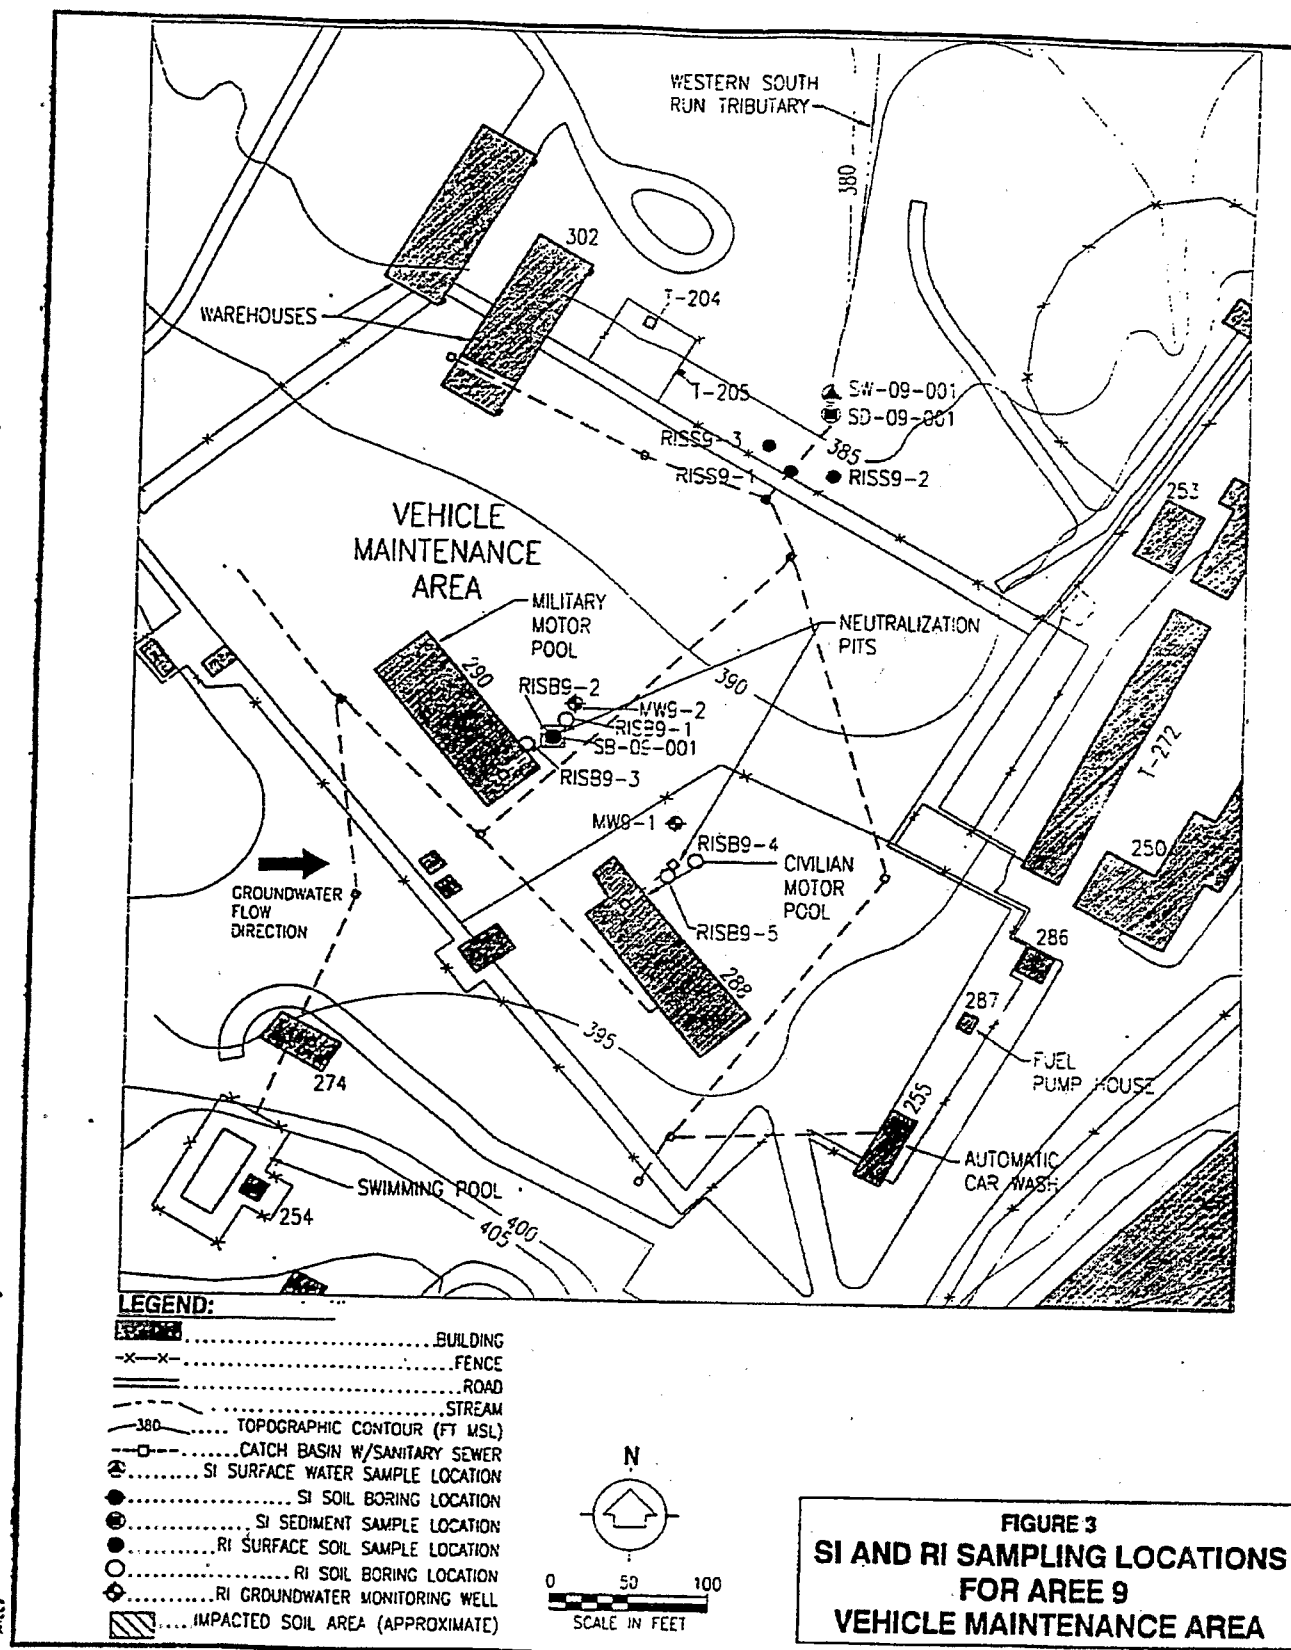 WESTERN SOUTH
RUN TRIBUTARY
380
302
T-204
WAREHOUSES
T-205
SW-09-001
SD-09-001
RISS9-3
385
RISS9-1
RISS9-2
253
VEHICLE
MAINTENANCE
AREA
MILITARY
MOTOR
POOL
NEUTRALIZATION
PITS
290
390
RISB9-2
MW9-2
RISB9-1
SB-09-001
RISB9-3
T-272
MW9-1
RISB9-4
CIVILIAN
MOTOR
POOL
250
GROUNDWATER
FLOW
DIRECTION
RISB9-5
286
288
287
395
FUEL
PUMP HOUSE
274
255
AUTOMATIC
CAR WASH
SWIMMING POOL
254
400
405
LEGEND:
BUILDING
FENCE
ROAD
STREAM
380 TOPOGRAPHIC CONTOUR (FT MSL)
CATCH BASIN W/SANITARY SEWER
SI SURFACE WATER SAMPLE LOCATION
SI SOIL BORING LOCATION
SI SEDIMENT SAMPLE LOCATION
RI SURFACE SOIL SAMPLE LOCATION
RI SOIL BORING LOCATION
RI GROUNDWATER MONITORING WELL
IMPACTED SOIL AREA (APPROXIMATE)
N
0 50 100
SCALE IN FEET
FIGURE 3
SI AND RI SAMPLING LOCATIONS
FOR AREE 9
VEHICLE MAINTENANCE AREA